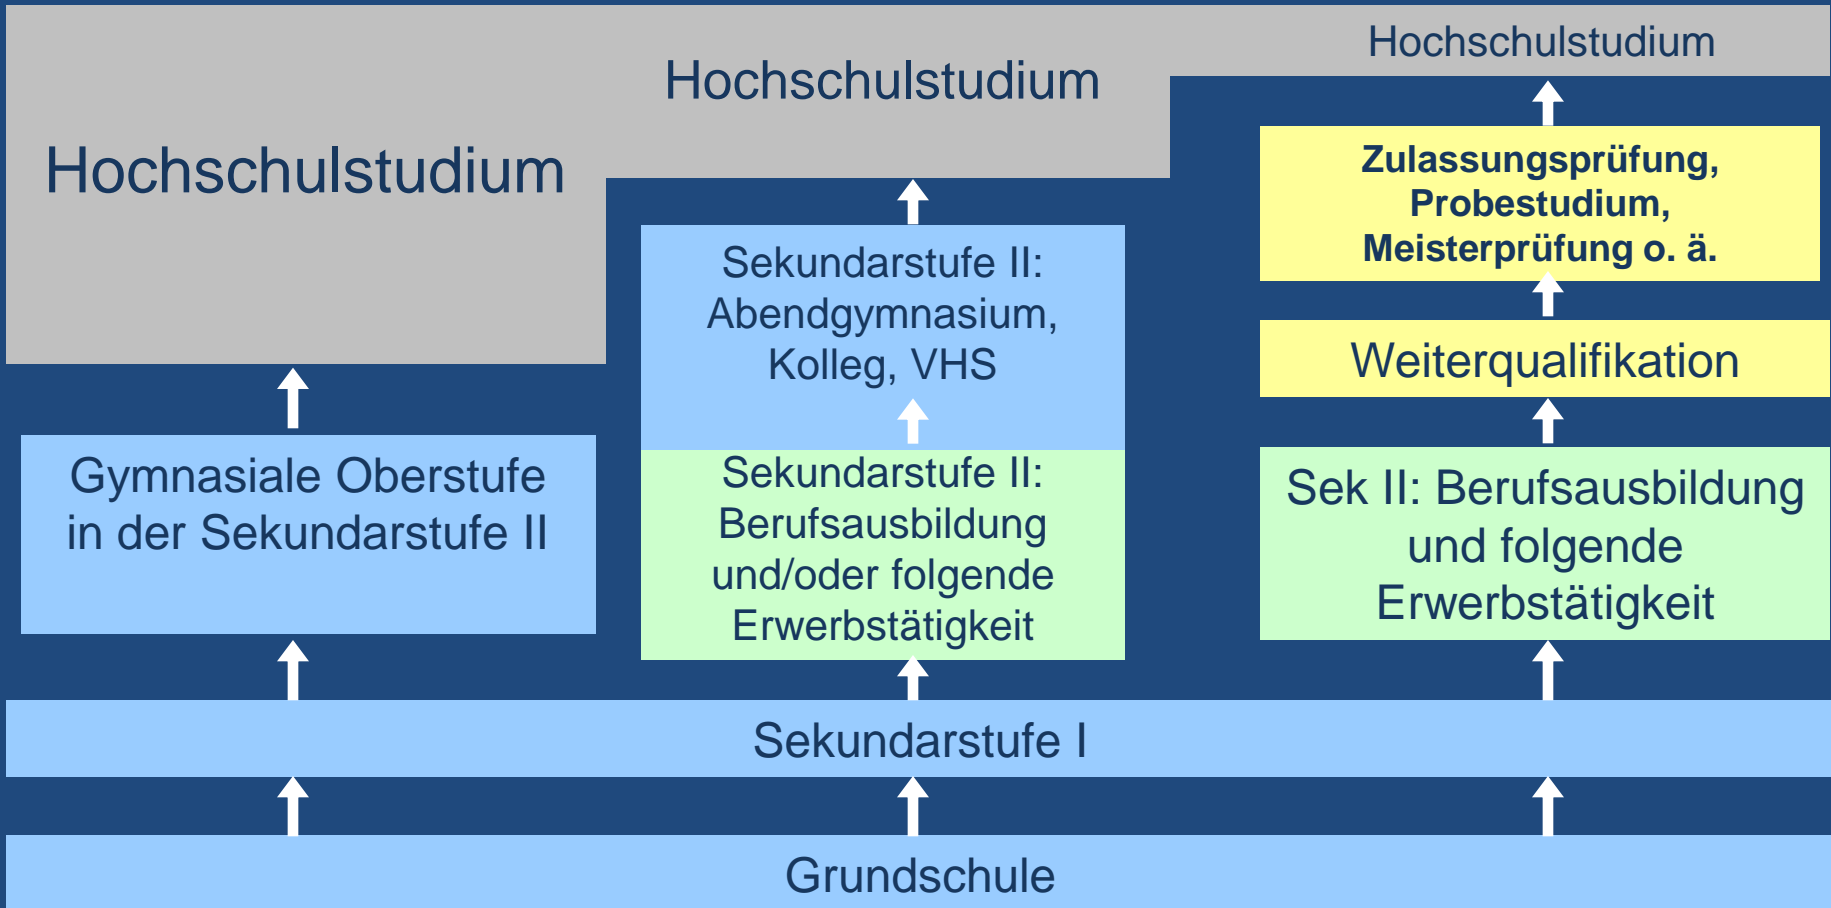 Hochschulstudium
Hochschulstudium
Hochschulstudium
Zulassungsprüfung,
Probestudium,
Meisterprüfung o. ä.
Sekundarstufe II:
Abendgymnasium,
Kolleg, VHS
Weiterqualifikation
Gymnasiale Oberstufe
in der Sekundarstufe II
Sekundarstufe II:
Berufsausbildung
und/oder folgende
Erwerbstätigkeit
Sek II: Berufsausbildung
und folgende
Erwerbstätigkeit
Sekundarstufe I
Grundschule